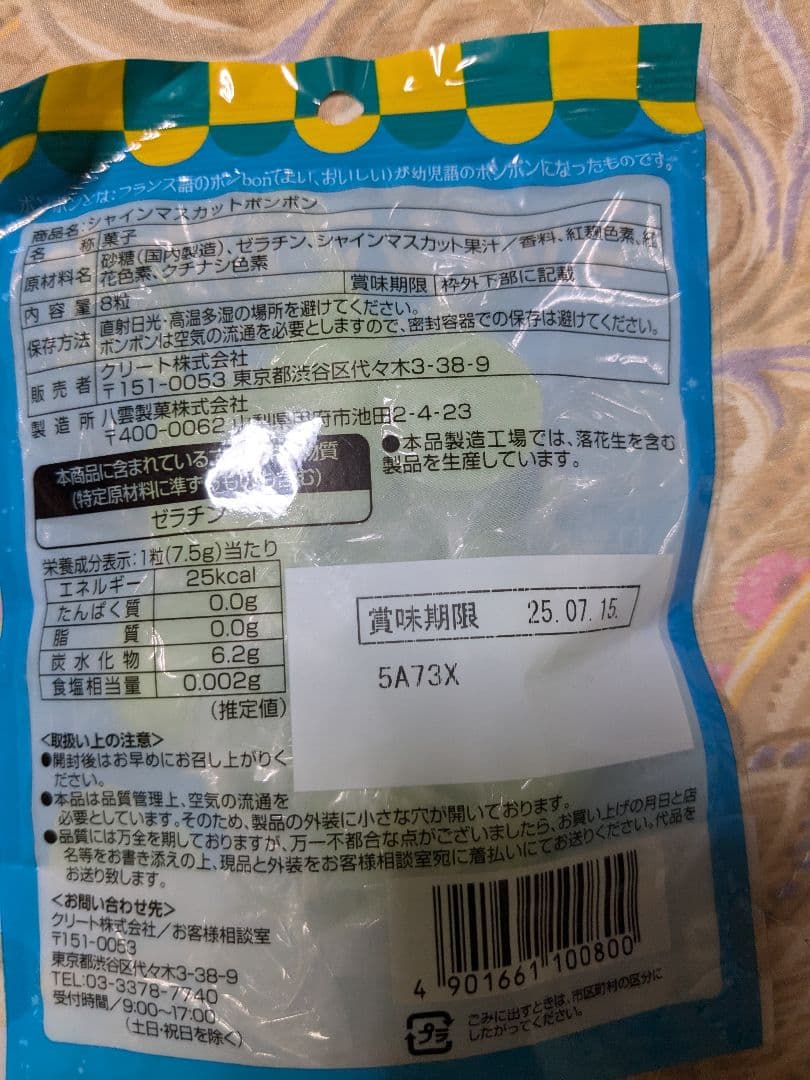 ボンボンとは：フランス語のボンbon(よい、おいしい)が幼児語のボンボンになったものです。
商品名：シャインマスカットボンボン
名 称 菓子
原材料名 砂糖(国内製造)、ゼラチン、シャインマスカット果汁／香料、紅麹色素、紅
花色素、クチナシ色素
賞味期限 枠外下部に記載
内容量 8粒
保存方法 直射日光・高温多湿の場所を避けてください。
ボンボンは空気の流通を必要としますので、密封容器での保存は避けてください。
販売者 クリート株式会社
〒151-0053 東京都渋谷区代々木3-38-9
製造所 八雲製菓株式会社
〒400-0062 山梨県甲府市池田2-4-23
本商品に含まれている
(特定原材料に準ず
ゼラチン
●本品製造工場では、落花生を含む
製品を生産しています。
栄養成分表示：1粒(7.5g)当たり
エネルギー 25kcal
たんぱく質 0.0g
脂質 0.0g
炭水化物 6.2g
食塩相当量 0.002g
(推定値)
賞味期限 25.07.15.
5A73X
<取扱い上の注意>
●開封後はお早めにお召し上がりく
ださい。
●本品は品質管理上、空気の流通を
必要としています。そのため、製品の外装に小さな穴が開いております。
●品質には万全を期しておりますが、万一不都合な点がございましたら、お買い上げの月日と店
名等をお書き添えの上、現品と外装をお客様相談室宛に着払いにてお送りください。代品を
お送り致します。
<お問い合わせ先>
クリート株式会社／お客様相談室
〒151-0053
東京都渋谷区代々木3-38-9
TEL:03-3378-7740
受付時間／9:00〜17:00
(土日・祝日を除く)
4 901661 100800
プラ
ごみに出すときは、市区町村の区分に
したがってください。